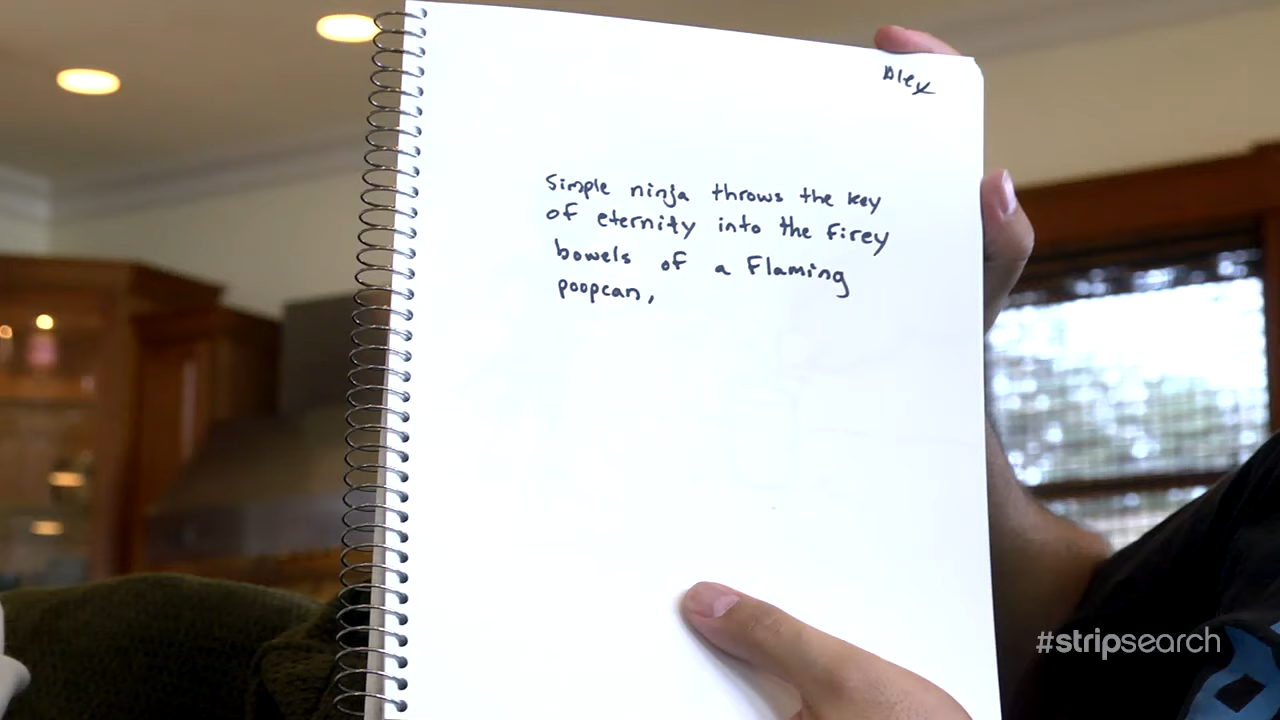 Alex
Simple ninja throws the key
of eternity into the firey
bowels of a Flaming
poopcan,
#stripsearch